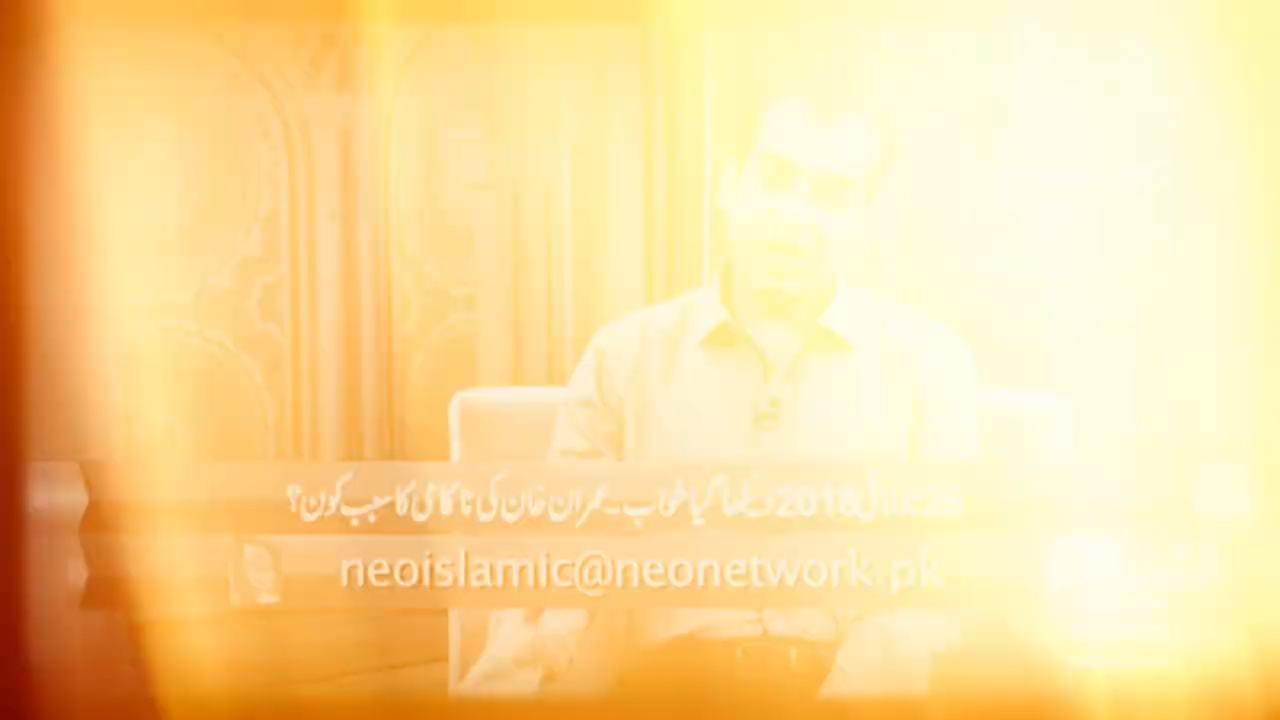 2018 دیکھا گیا خواب۔عمران خان کی ناکامی کا سبب کون؟
neoislamic@neonetwork.pk